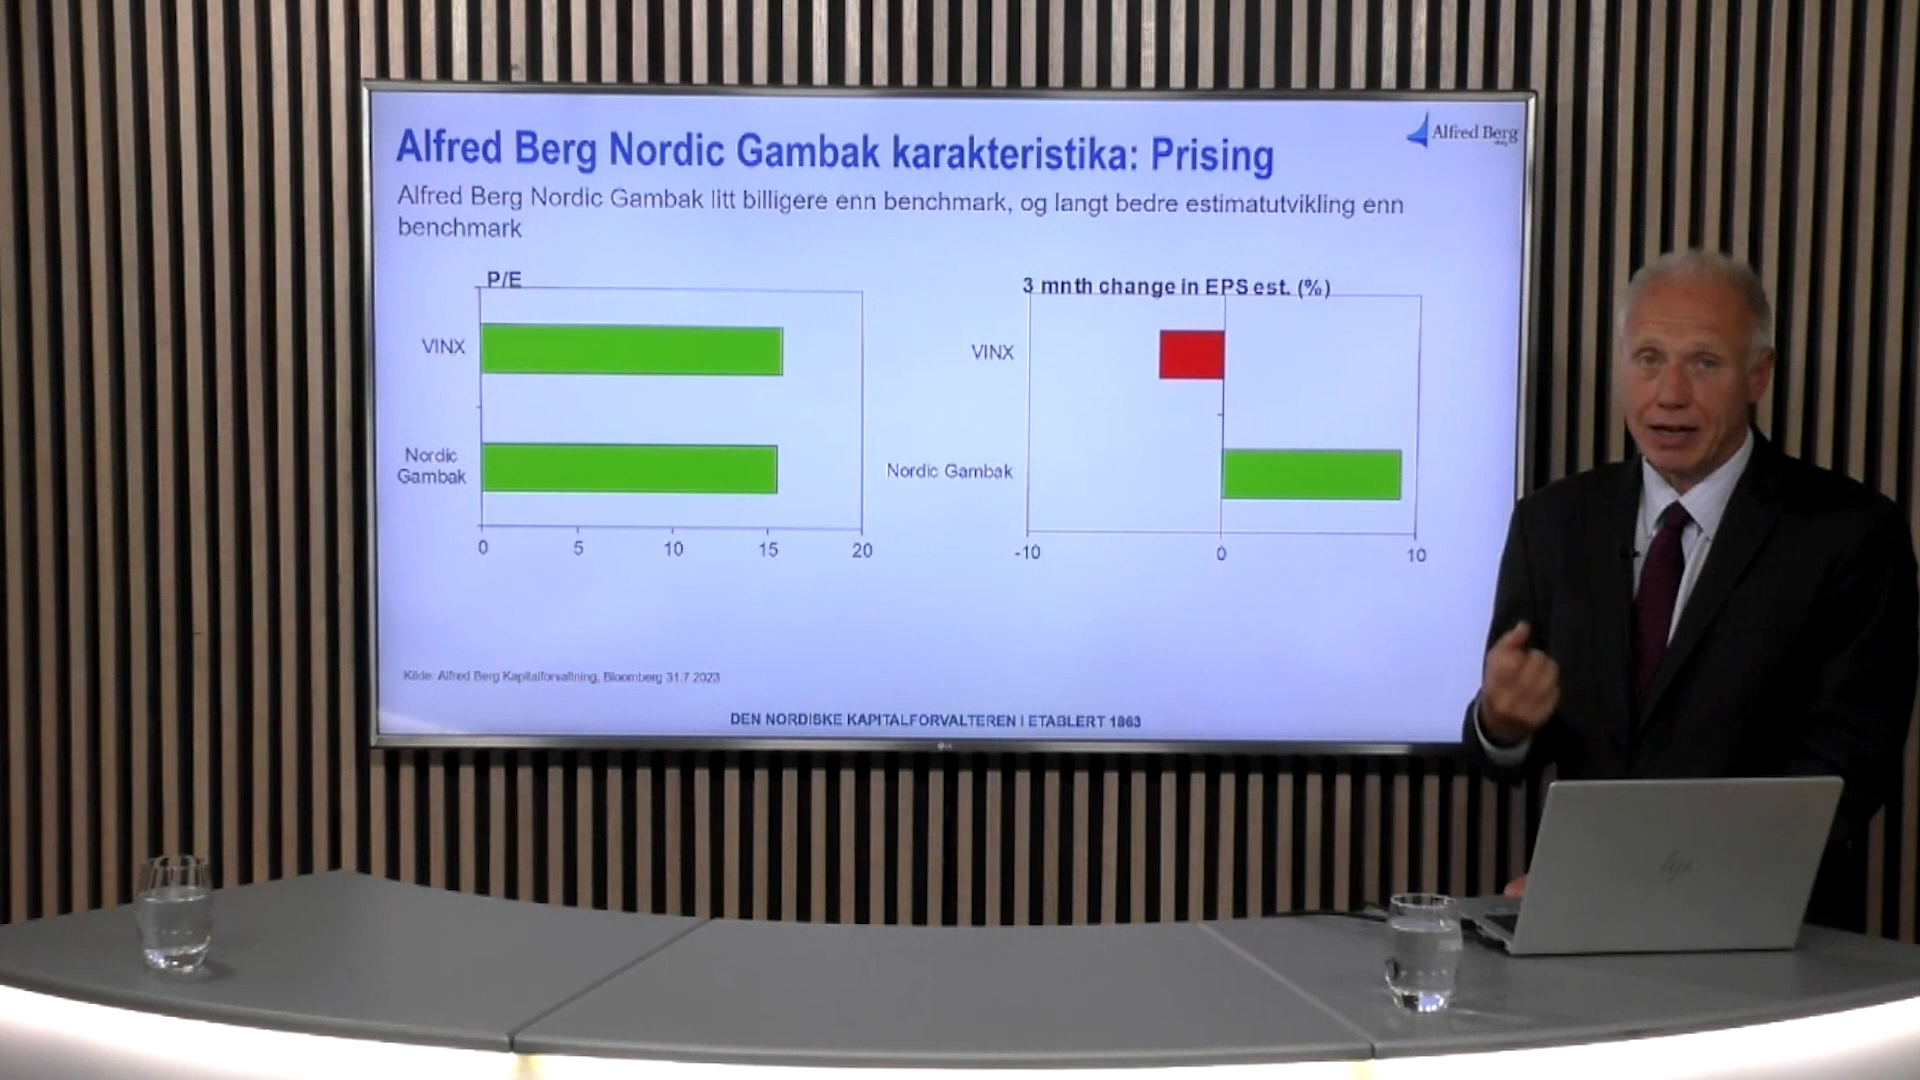 Alfred Berg Nordic Gambak karakteristika: Prising
Alfred Berg
Alfred Berg Nordic Gambak litt billigere enn benchmark, og langt bedre estimatutvikling enn
benchmark
P/E
VINX
Nordic
Gambak
0 5 10 15 20
3 mnth change in EPS est. (%)
VINX
Nordic Gambak
-10 0 10
Kilde: Alfred Berg Kapitalforvaltning, Bloomberg 31.7.2023
DEN NORDISKE KAPITALFORVALTEREN I ETABLERT 1863
LG
hp